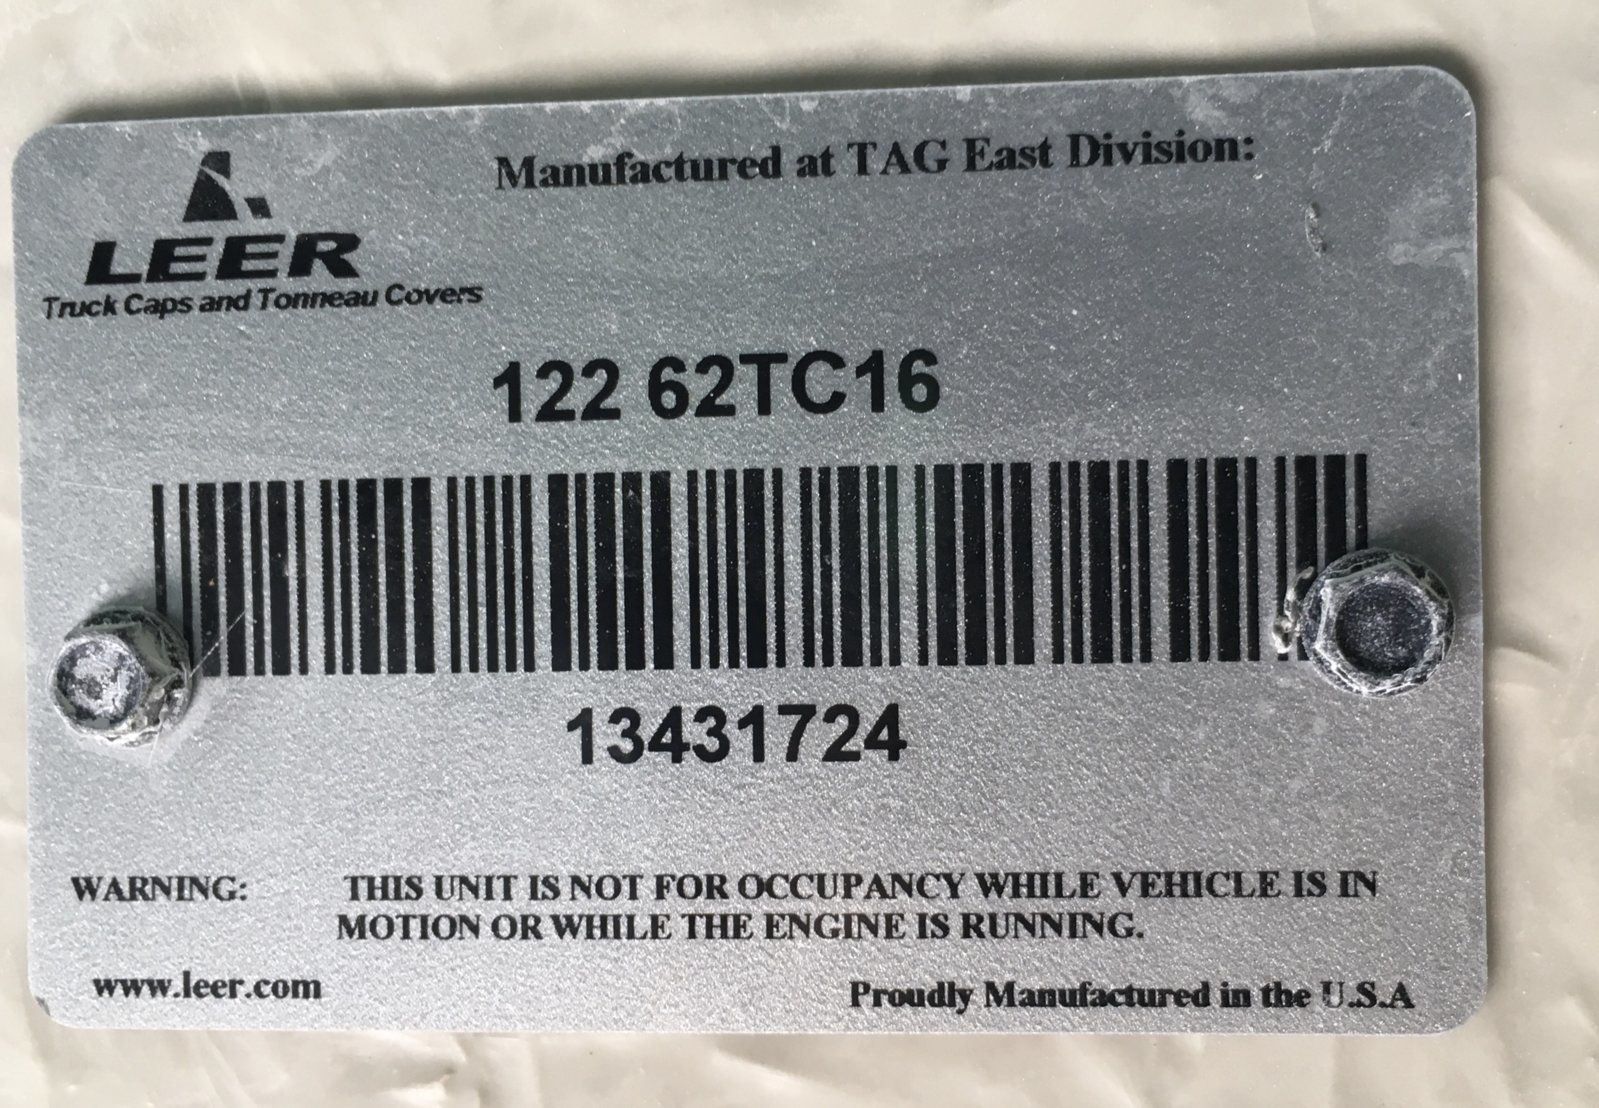 Manufactured at TAG East Division:
LEER
Truck Caps and Tonneau Covers
122 62TC16
13431724
WARNING: THIS UNIT IS NOT FOR OCCUPANCY WHILE VEHICLE IS IN
MOTION OR WHILE THE ENGINE IS RUNNING.
www.leer.com
Proudly Manufactured in the U.S.A